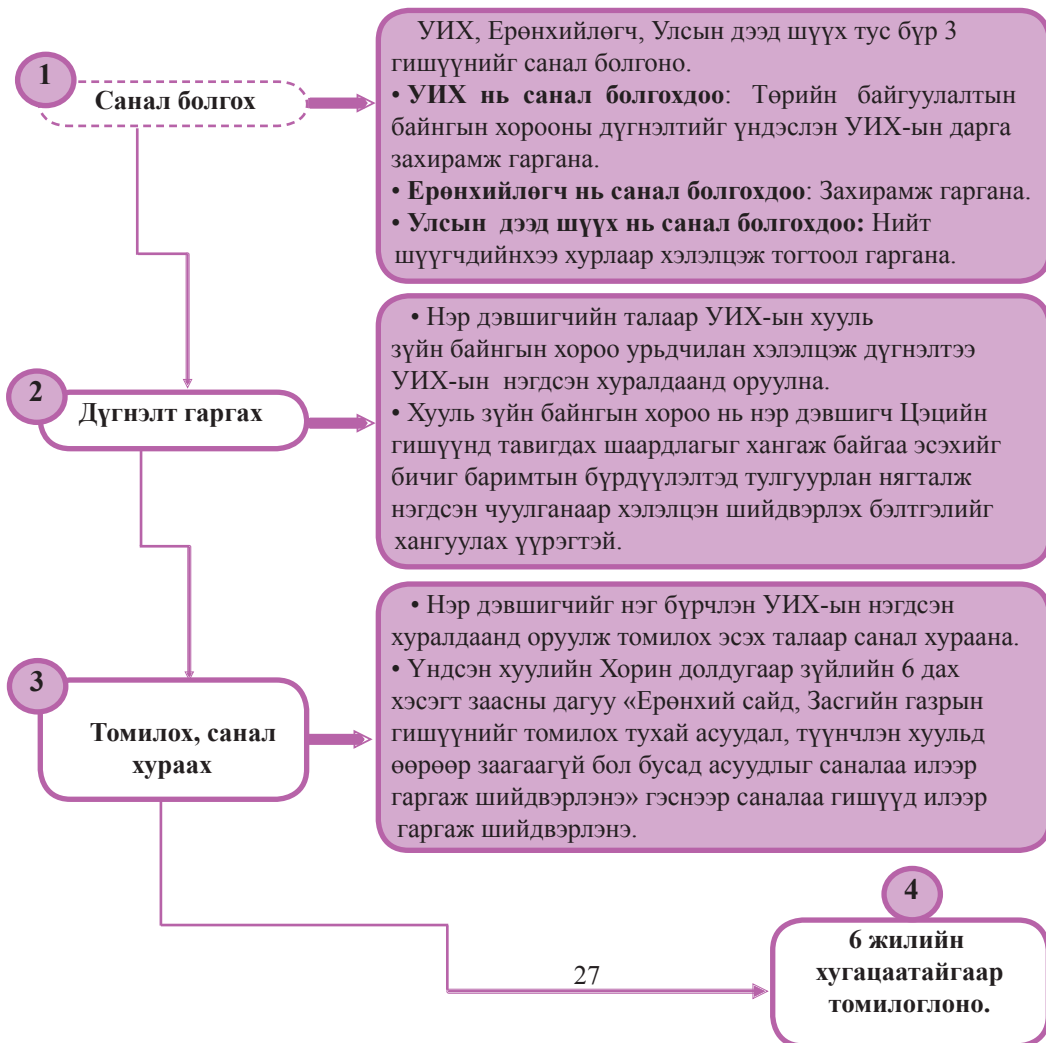 1
Санал болгох
УИХ, Ерөнхийлөгч, Улсын дээд шүүх тус бүр 3
гишүүнийг санал болгоно.
• УИХ нь санал болгохдоо: Төрийн байгуулалтын
байнгын хорооны дүгнэлтийг үндэслэн УИХ-ын дарга
захирамж гаргана.
• Ерөнхийлөгч нь санал болгохдоо: Захирамж гаргана.
• Улсын дээд шүүх нь санал болгохдоо: Нийт
шүүгчдийнхээ хурлаар хэлэлцэж тогтоол гаргана.
2
Дүгнэлт гаргах
• Нэр дэвшигчийн талаар УИХ-ын хууль
зүйн байнгын хороо урьдчилан хэлэлцэж дүгнэлтээ
УИХ-ын нэгдсэн хуралдаанд оруулна.
• Хууль зүйн байнгын хороо нь нэр дэвшигч Цэцийн
гишүүнд тавигдах шаардлагыг хангаж байгаа эсэхийг
бичиг баримтын бүрдүүлэлтэд тулгуурлан нягталж
нэгдсэн чуулганаар хэлэлцэн шийдвэрлэх бэлтгэлийг
хангуулах үүрэгтэй.
3
Томилох, санал
хураах
• Нэр дэвшигчийг нэг бүрчлэн УИХ-ын нэгдсэн
хуралдаанд оруулж томилох эсэх талаар санал хураана.
• Үндсэн хуулийн Хорин долдугаар зүйлийн 6 дах
хэсэгт заасны дагуу «Ерөнхий сайд, Засгийн газрын
гишүүнийг томилох тухай асуудал, түүнчлэн хуульд
өөрөөр заагаагүй бол бусад асуудлыг саналаа илээр
гаргаж шийдвэрлэнэ» гэснээр саналаа гишүүд илээр
гаргаж шийдвэрлэнэ.
4
6 жилийн
хугацаатайгаар
томилоглоно.
27